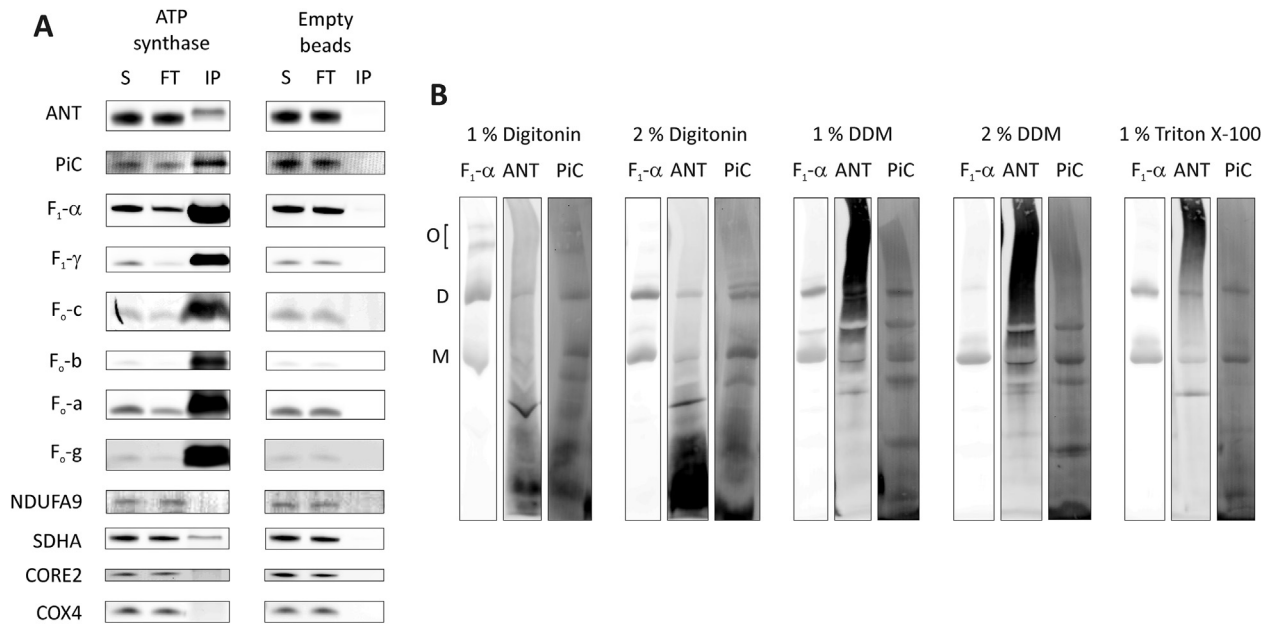 A
ATP
synthase
Empty
beads
S FT IP
S FT IP
ANT
PiC
F₁-α
F₁-γ
Fₒ-c
Fₒ-b
Fₒ-a
Fₒ-g
NDUFA9
SDHA
CORE2
COX4
B
1 % Digitonin 2 % Digitonin 1 % DDM 2 % DDM 1 % Triton X-100
F₁-α ANT PiC F₁-α ANT PiC F₁-α ANT PiC F₁-α ANT PiC F₁-α ANT PiC
O[
D
M